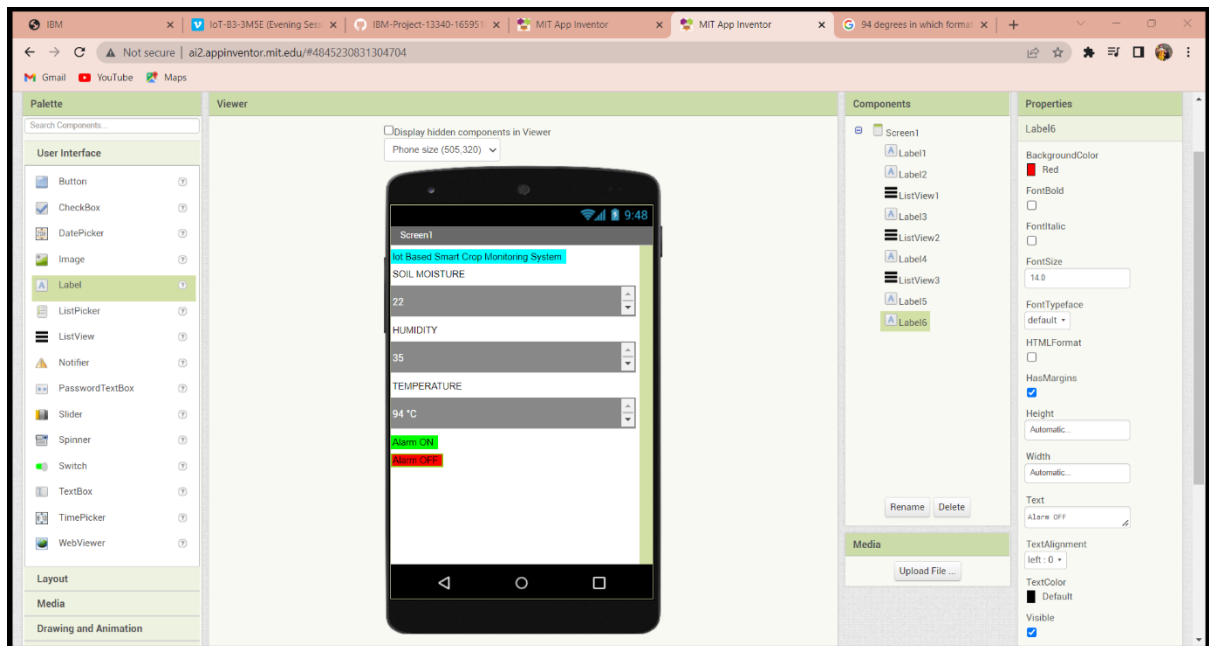 IBM
IoT-B3-3M5E (Evening Sess
IBM-Project-13340-165951
MIT App Inventor
MIT App Inventor
94 degrees in which format
Not secure | ai2.appinventor.mit.edu/#4845230831304704
Gmail
YouTube
Maps
Palette
Search Components...
User Interface
Button
CheckBox
DatePicker
Image
Label
ListPicker
ListView
Notifier
PasswordTextBox
Slider
Spinner
Switch
TextBox
TimePicker
WebViewer
Layout
Media
Drawing and Animation
Viewer
Display hidden components in Viewer
Phone size (505,320)
9:48
Screen1
Iot Based Smart Crop Monitoring System
SOIL MOISTURE
22
HUMIDITY
35
TEMPERATURE
94 °C
Alarm ON
Alarm OFF
Components
Screen1
Label1
Label2
ListView1
Label3
ListView2
Label4
ListView3
Label5
Label6
Rename Delete
Media
Upload File ...
Properties
Label6
BackgroundColor
Red
FontBold
FontItalic
FontSize
14.0
FontTypeface
default
HTMLFormat
HasMargins
Height
Automatic...
Width
Automatic...
Text
Alarm OFF
TextAlignment
left : 0
TextColor
Default
Visible